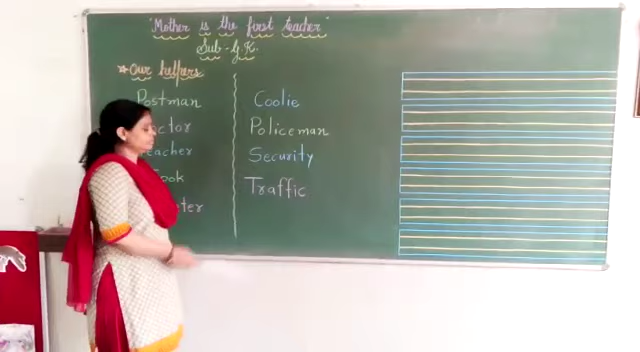 "Mother is the first teacher"
Sub - G.K.
Our helpers
Postman
Coolie
Policeman
Security
Traffic